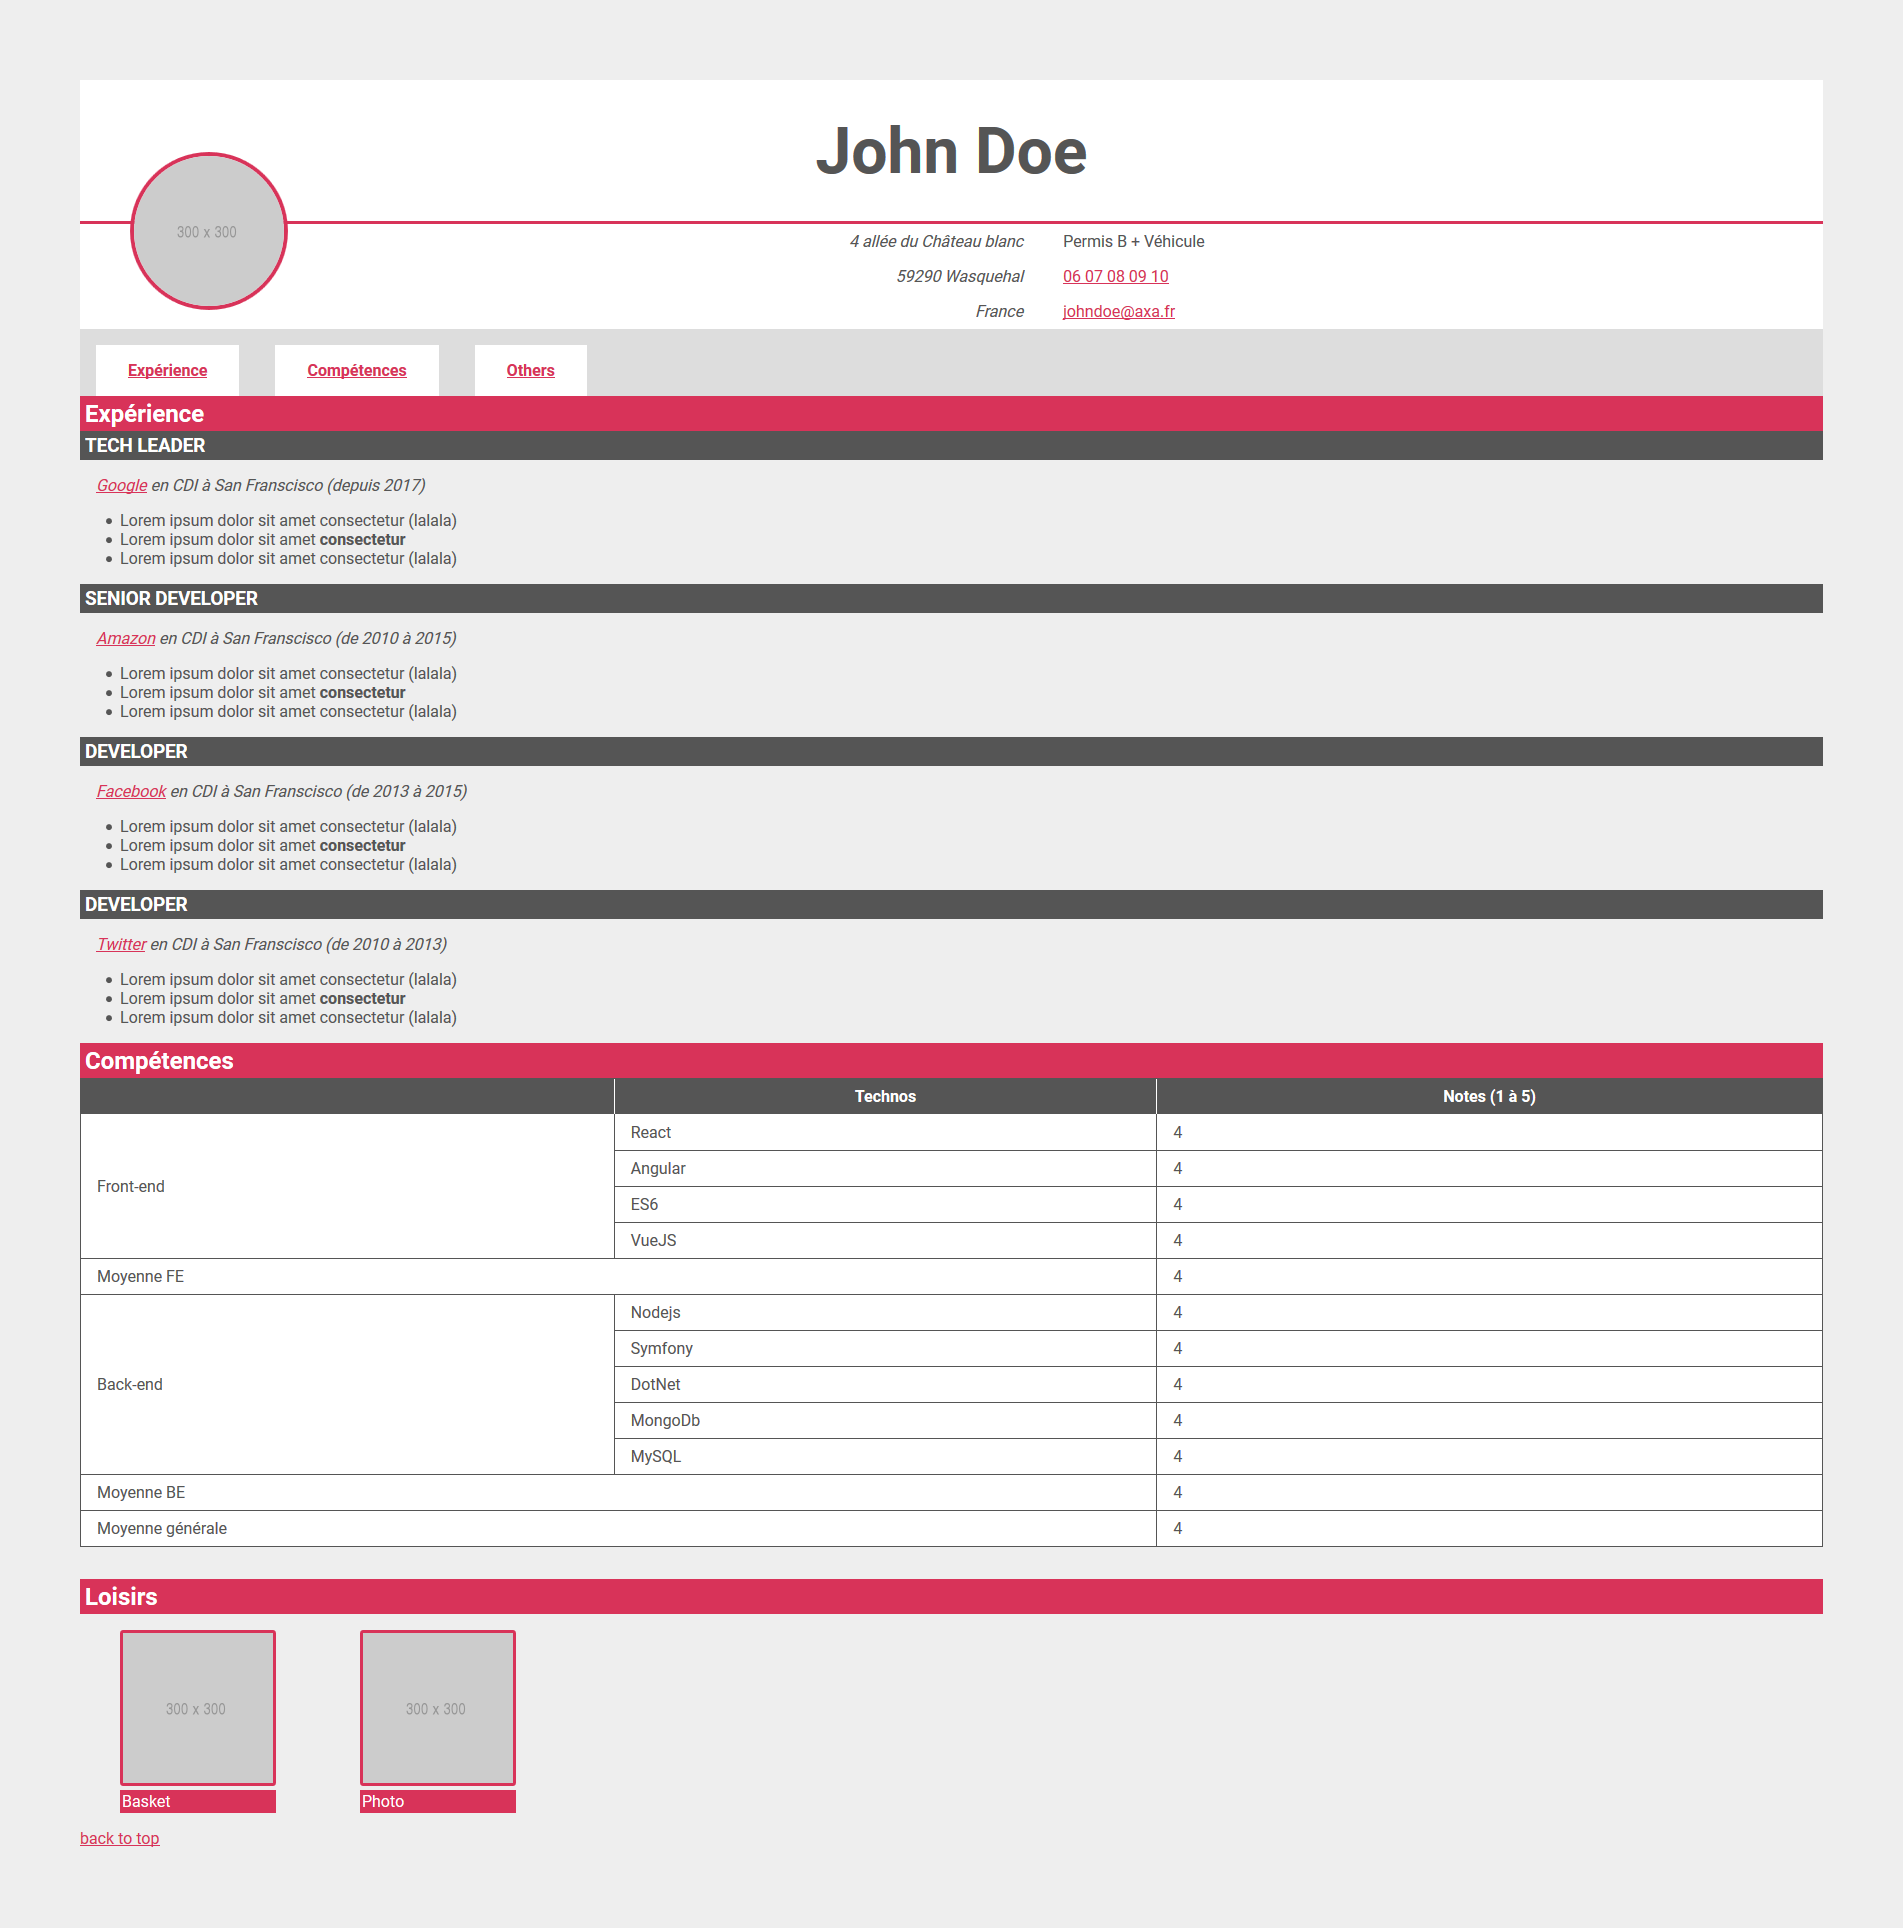 John Doe
300 x 300
4 allée du Château blanc Permis B + Véhicule
59290 Wasquehal 06 07 08 09 10
France johndoe@axa.fr
Expérience Compétences Others
Expérience
TECH LEADER
Google en CDI à San Franscisco (depuis 2017)
Lorem ipsum dolor sit amet consectetur (lalala)
Lorem ipsum dolor sit amet consectetur
Lorem ipsum dolor sit amet consectetur (lalala)
SENIOR DEVELOPER
Amazon en CDI à San Franscisco (de 2010 à 2015)
Lorem ipsum dolor sit amet consectetur (lalala)
Lorem ipsum dolor sit amet consectetur
Lorem ipsum dolor sit amet consectetur (lalala)
DEVELOPER
Facebook en CDI à San Franscisco (de 2013 à 2015)
Lorem ipsum dolor sit amet consectetur (lalala)
Lorem ipsum dolor sit amet consectetur
Lorem ipsum dolor sit amet consectetur (lalala)
DEVELOPER
Twitter en CDI à San Franscisco (de 2010 à 2013)
Lorem ipsum dolor sit amet consectetur (lalala)
Lorem ipsum dolor sit amet consectetur
Lorem ipsum dolor sit amet consectetur (lalala)
Compétences
Technos Notes (1 à 5)
Front-end
React 4
Angular 4
ES6 4
VueJS 4
Moyenne FE 4
Back-end
Nodejs 4
Symfony 4
DotNet 4
MongoDb 4
MySQL 4
Moyenne BE 4
Moyenne générale 4
Loisirs
300 x 300 300 x 300
Basket Photo
back to top